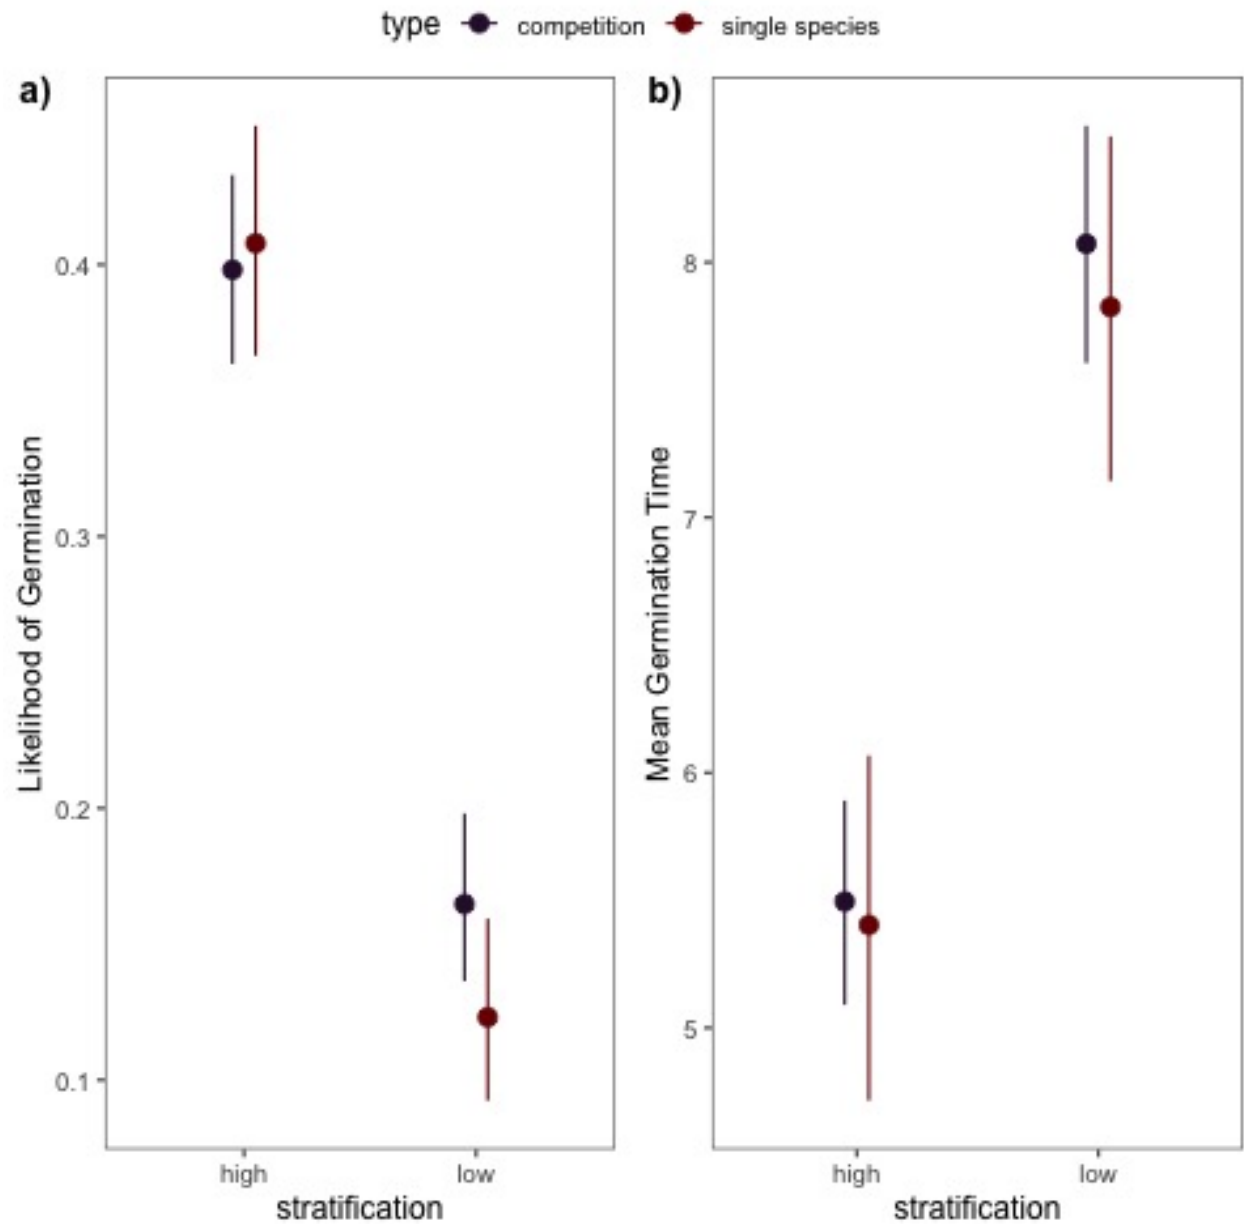 type competition single species
a)
Likelihood of Germination
0.4
0.3
0.2
0.1
high low
stratification
b)
Mean Germination Time
8
7
6
5
high low
stratification